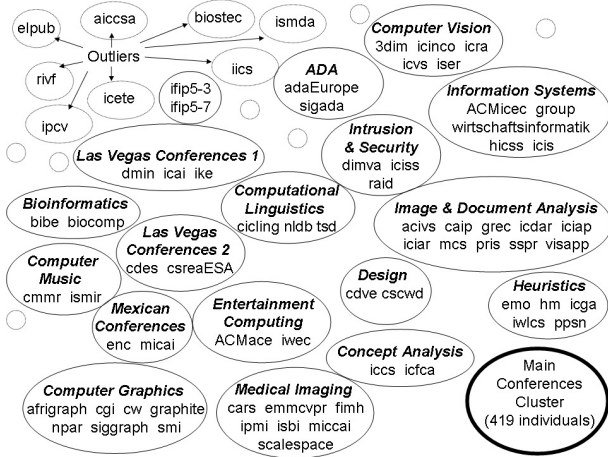 elpub
aiccsa
biostec
ismda
Outliers
rivf
icete
iics
ipcv
ifip5-3
ifip5-7
ADA
adaEurope
sigada
Computer Vision
3dim icinco icra
icvs iser
Information Systems
ACMicec group
wirtschaftsinformatik
hicss icis
Las Vegas Conferences 1
dmin icai ike
Intrusion
& Security
dimva iciss
raid
Bioinformatics
bibe biocomp
Computational
Linguistics
cicling nldb tsd
Image & Document Analysis
acivs caip grec icdar iciap
iciar mcs pris sspr visapp
Las Vegas
Conferences 2
cdes csreaESA
Computer
Music
cmmr ismir
Design
cdve cscwd
Heuristics
emo hm icga
iwlcs ppsn
Mexican
Conferences
enc micai
Entertainment
Computing
ACMace iwec
Concept Analysis
iccs icfca
Computer Graphics
afrigraph cgi cw graphite
npar siggraph smi
Medical Imaging
cars emmcvpr fimh
ipmi isbi miccai
scalespace
Main
Conferences
Cluster
(419 individuals)